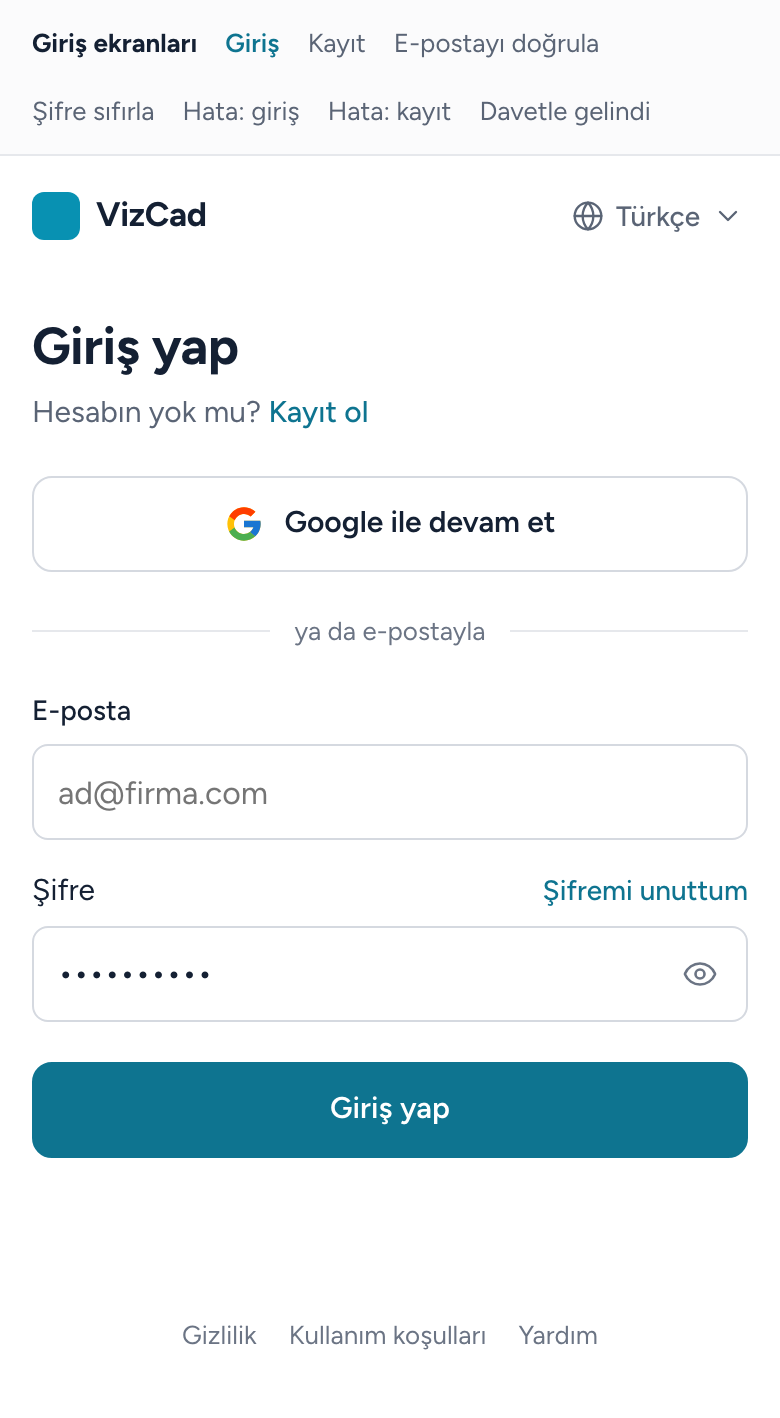 Giriş ekranları Giriş Kayıt E-postayı doğrula
Şifre sıfırla Hata: giriş Hata: kayıt Davetle gelindi
VizCad Türkçe
Giriş yap
Hesabın yok mu? Kayıt ol
Google ile devam et
ya da e-postayla
E-posta
ad@firma.com
Şifre Şifremi unuttum
••••••••••
Giriş yap
Gizlilik Kullanım koşulları Yardım